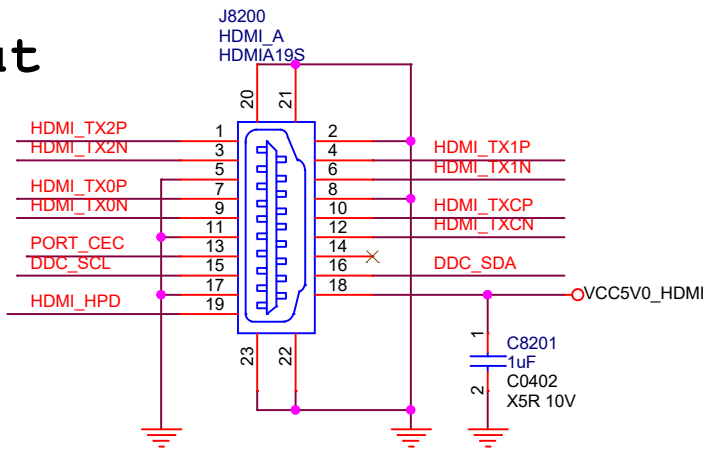 J8200
HDMI_A
HDMIA19S
ut
20
21
HDMI_TX2P
1
2
HDMI_TX2N
3
4
HDMI_TX1P
5
6
HDMI_TX1N
HDMI_TX0P
7
8
HDMI_TX0N
9
10
HDMI_TXCP
11
12
HDMI_TXCN
PORT_CEC
13
14
DDC_SCL
15
16
DDC_SDA
17
18
VCC5V0_HDMI
HDMI_HPD
19
23
22
1
C8201
1uF
2
C0402
X5R 10V